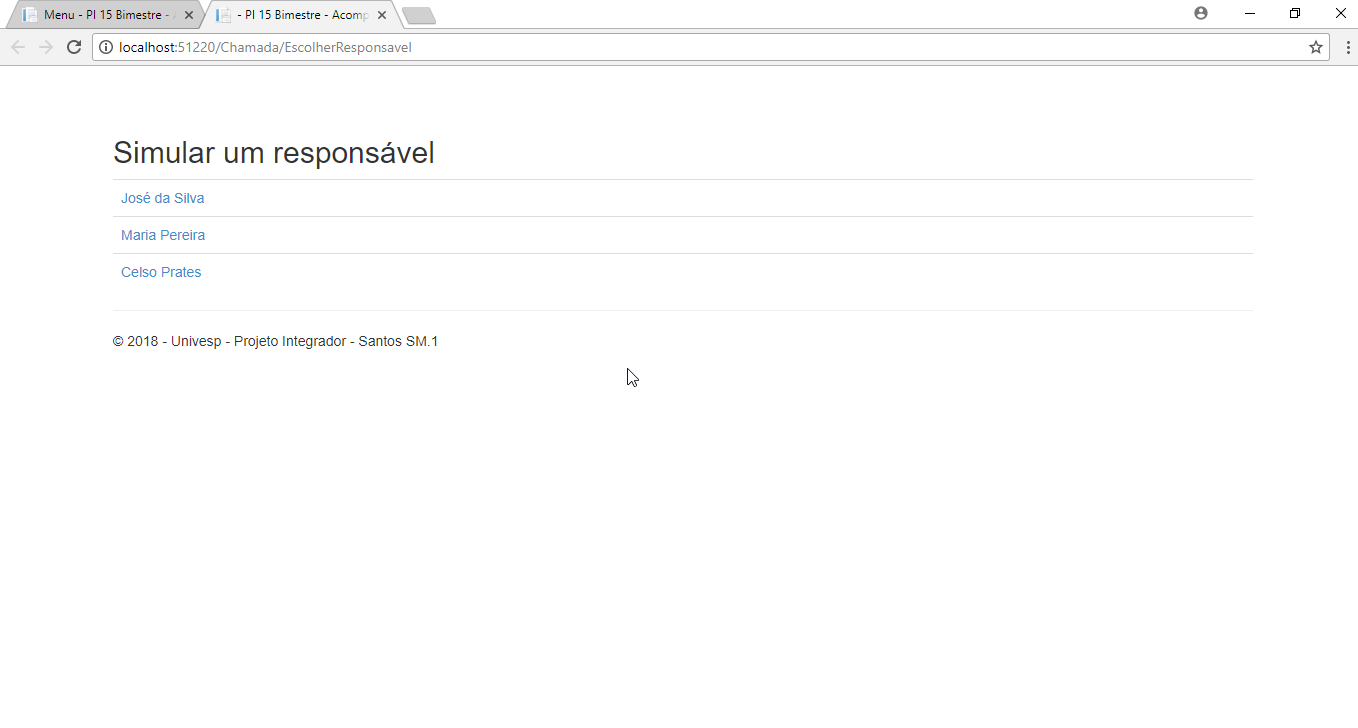 Menu - PI 15 Bimestre -
- PI 15 Bimestre - Acomp
localhost:51220/Chamada/EscolherResponsavel
Simular um responsável
José da Silva
Maria Pereira
Celso Prates
© 2018 - Univesp - Projeto Integrador - Santos SM.1